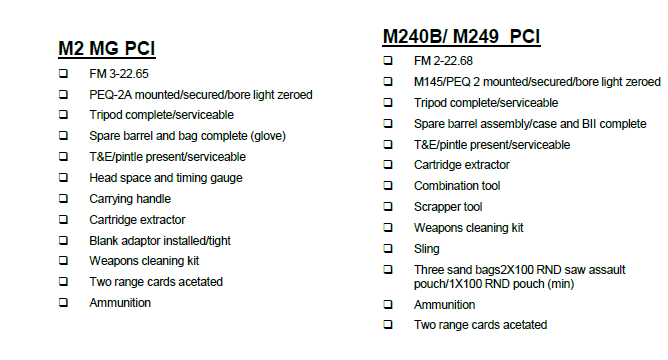 M2 MG PCI
❑ FM 3-22.65
❑ PEQ-2A mounted/secured/bore light zeroed
❑ Tripod complete/serviceable
❑ Spare barrel and bag complete (glove)
❑ T&E/pintle present/serviceable
❑ Head space and timing gauge
❑ Carrying handle
❑ Cartridge extractor
❑ Blank adaptor installed/tight
❑ Weapons cleaning kit
❑ Two range cards acetated
❑ Ammunition
M240B/ M249 PCI
❑ FM 2-22.68
❑ M145/PEQ 2 mounted/secured/bore light zeroed
❑ Tripod complete/serviceable
❑ Spare barrel assembly/case and BII complete
❑ T&E/pintle present/serviceable
❑ Cartridge extractor
❑ Combination tool
❑ Scrapper tool
❑ Weapons cleaning kit
❑ Sling
❑ Three sand bags2X100 RND saw assault
pouch/1X100 RND pouch (min)
❑ Ammunition
❑ Two range cards acetated